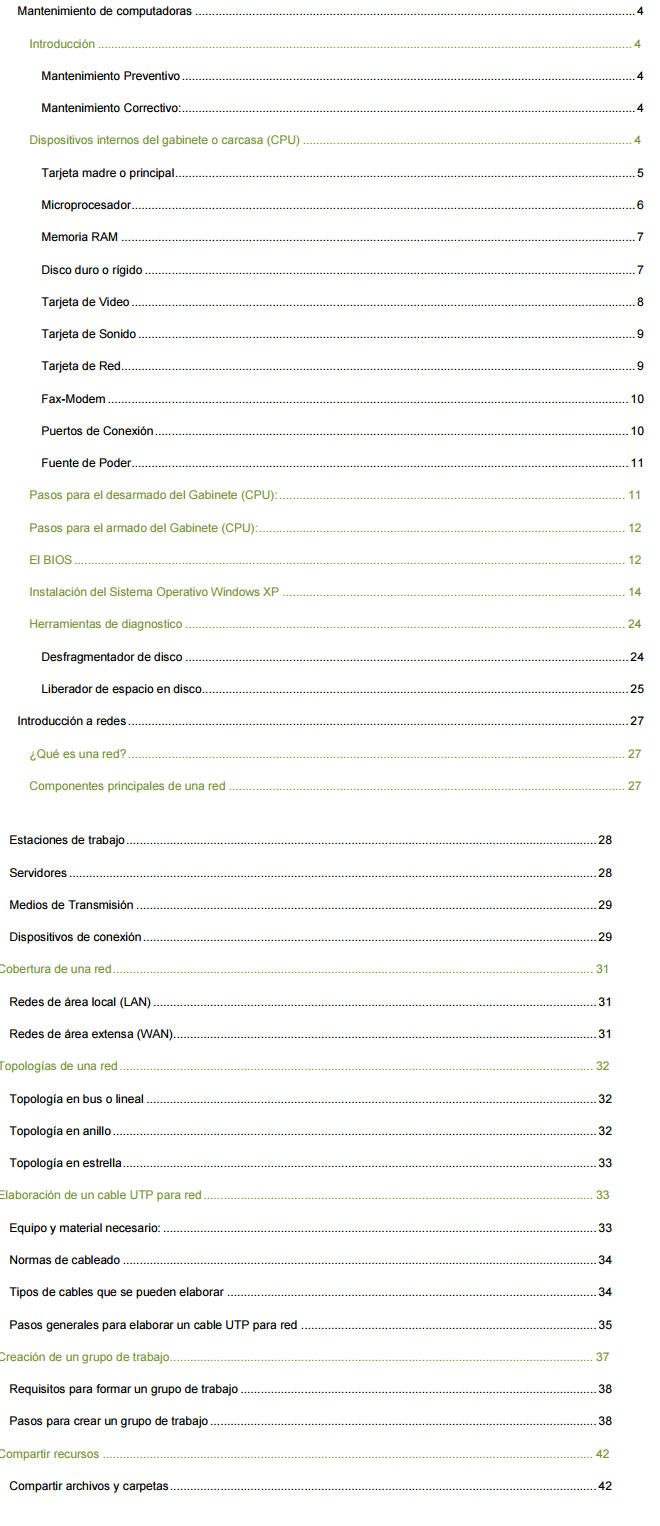 Mantenimiento de computadoras ... 4
Introducción ... 4
Mantenimiento Preventivo ... 4
Mantenimiento Correctivo: ... 4
Dispositivos internos del gabinete o carcasa (CPU) ... 4
Tarjeta madre o principal ... 5
Microprocesador ... 6
Memoria RAM ... 7
Disco duro o rígido ... 7
Tarjeta de Video ... 8
Tarjeta de Sonido ... 9
Tarjeta de Red ... 9
Fax-Modem ... 10
Puertos de Conexión ... 10
Fuente de Poder ... 11
Pasos para el desarmado del Gabinete (CPU): ... 11
Pasos para el armado del Gabinete (CPU): ... 12
El BIOS ... 12
Instalación del Sistema Operativo Windows XP ... 14
Herramientas de diagnostico ... 24
Desfragmentador de disco ... 24
Liberador de espacio en disco ... 25
Introducción a redes ... 27
¿Qué es una red? ... 27
Componentes principales de una red ... 27
Estaciones de trabajo ... 28
Servidores ... 28
Medios de Transmisión ... 29
Dispositivos de conexión ... 29
Cobertura de una red ... 31
Redes de área local (LAN) ... 31
Redes de área extensa (WAN) ... 31
Topologías de una red ... 32
Topología en bus o lineal ... 32
Topología en anillo ... 32
Topología en estrella ... 33
Elaboración de un cable UTP para red ... 33
Equipo y material necesario: ... 33
Normas de cableado ... 34
Tipos de cables que se pueden elaborar ... 34
Pasos generales para elaborar un cable UTP para red ... 35
Creación de un grupo de trabajo ... 37
Requisitos para formar un grupo de trabajo ... 38
Pasos para crear un grupo de trabajo ... 38
Compartir recursos ... 42
Compartir archivos y carpetas ... 42